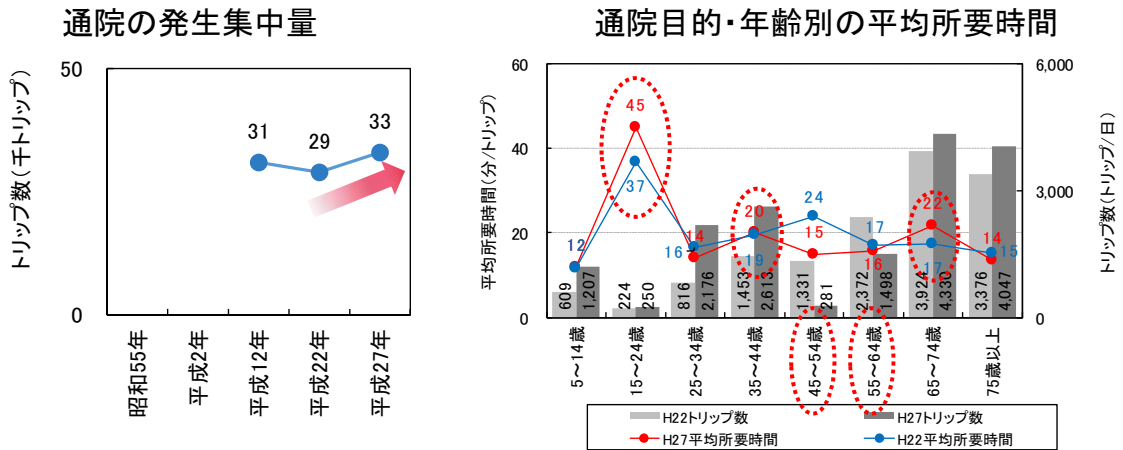 通院の発生集中量
トリップ数（千トリップ）
50
0
31
29
33
昭和55年
平成2年
平成12年
平成22年
平成27年
通院目的・年齢別の平均所要時間
平均所要時間（分/トリップ）
60
40
20
0
トリップ数（トリップ/日）
6,000
3,000
0
12
45
37
14
16
20
19
24
15
17
16
22
17
14
15
609
1,207
224
250
816
2,176
1,453
2,613
1,331
281
2,372
1,498
3,924
4,330
3,376
4,047
5～14歳
15～24歳
25～34歳
35～44歳
45～54歳
55～64歳
65～74歳
75歳以上
H22トリップ数
H27トリップ数
H27平均所要時間
H22平均所要時間